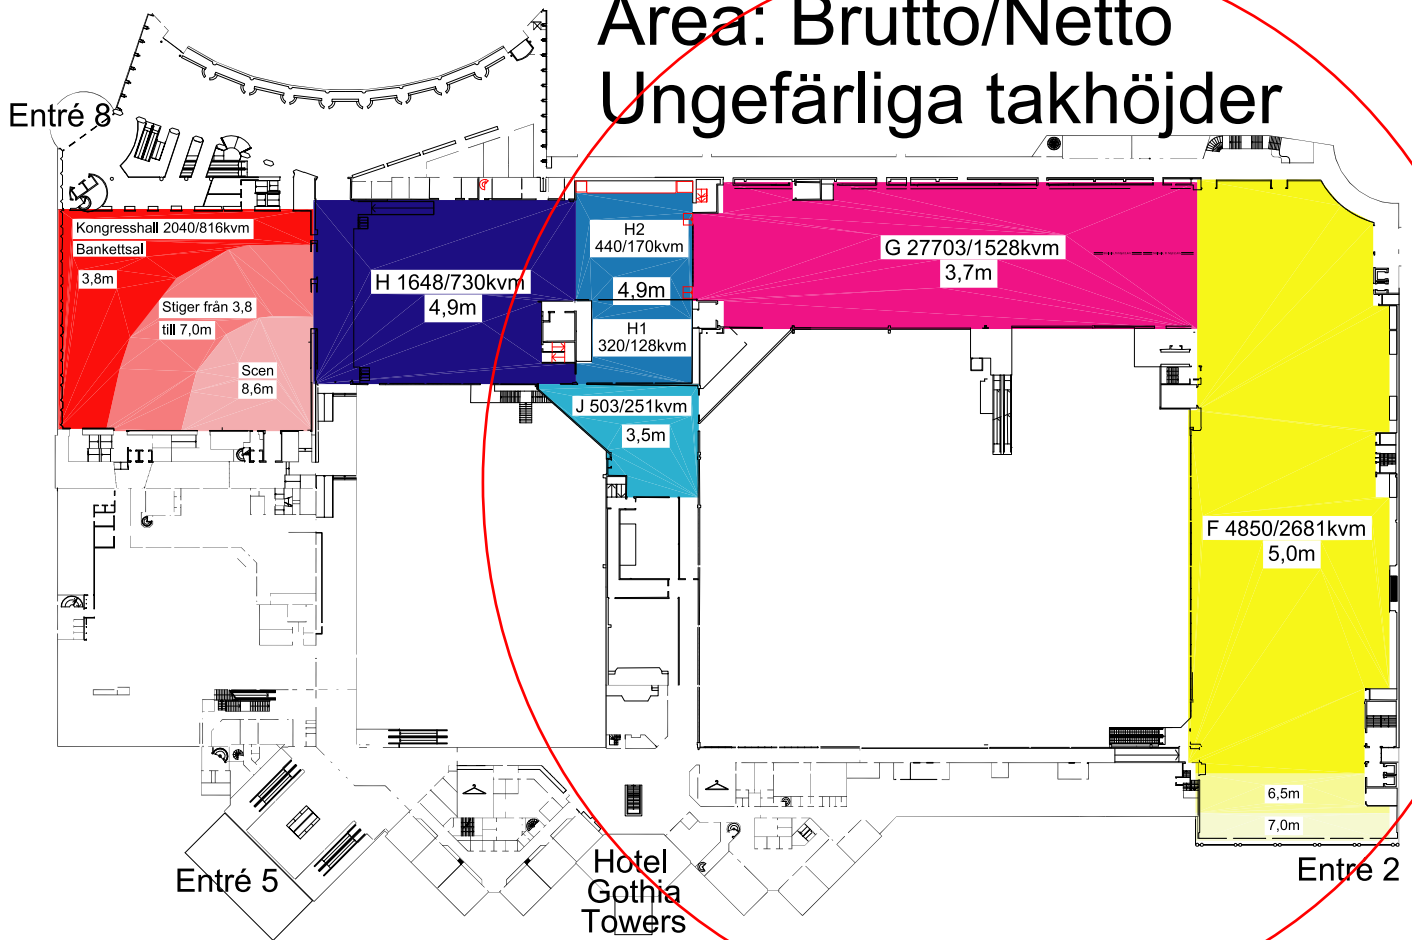 Area: Brutto/Netto
Ungefärliga takhöjder
Entré 8
Kongresshall 2040/816kvm
Bankettsal
3,8m
Stiger från 3,8
till 7,0m
Scen
8,6m
H 1648/730kvm
4,9m
H2
440/170kvm
4,9m
H1
320/128kvm
J 503/251kvm
3,5m
G 27703/1528kvm
3,7m
F 4850/2681kvm
5,0m
6,5m
7,0m
Entré 5
Hotel
Gothia
Towers
Entre 2